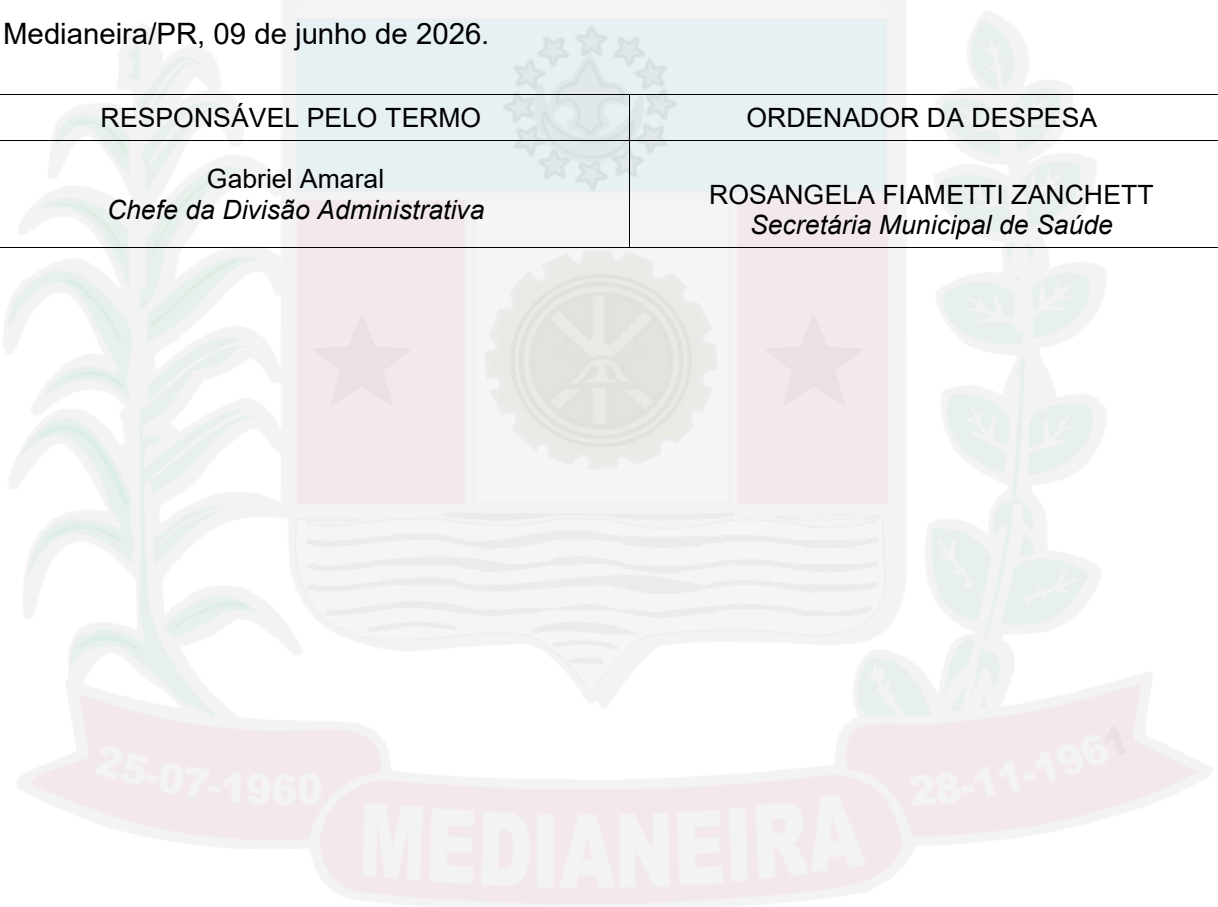 Medianeira/PR, 09 de junho de 2026.
RESPONSÁVEL PELO TERMO
ORDENADOR DA DESPESA
Gabriel Amaral
Chefe da Divisão Administrativa
ROSANGELA FIAMETTI ZANCHETT
Secretária Municipal de Saúde
25-07-1960
28-11-1961
MEDIANEIRA